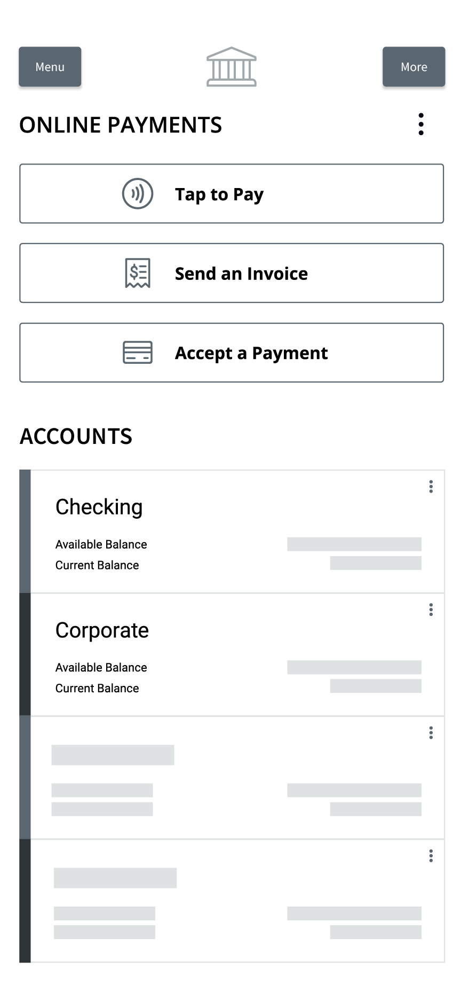 Menu
More
ONLINE PAYMENTS
Tap to Pay
$
Send an Invoice
Accept a Payment
ACCOUNTS
Checking
Available Balance
Current Balance
Corporate
Available Balance
Current Balance